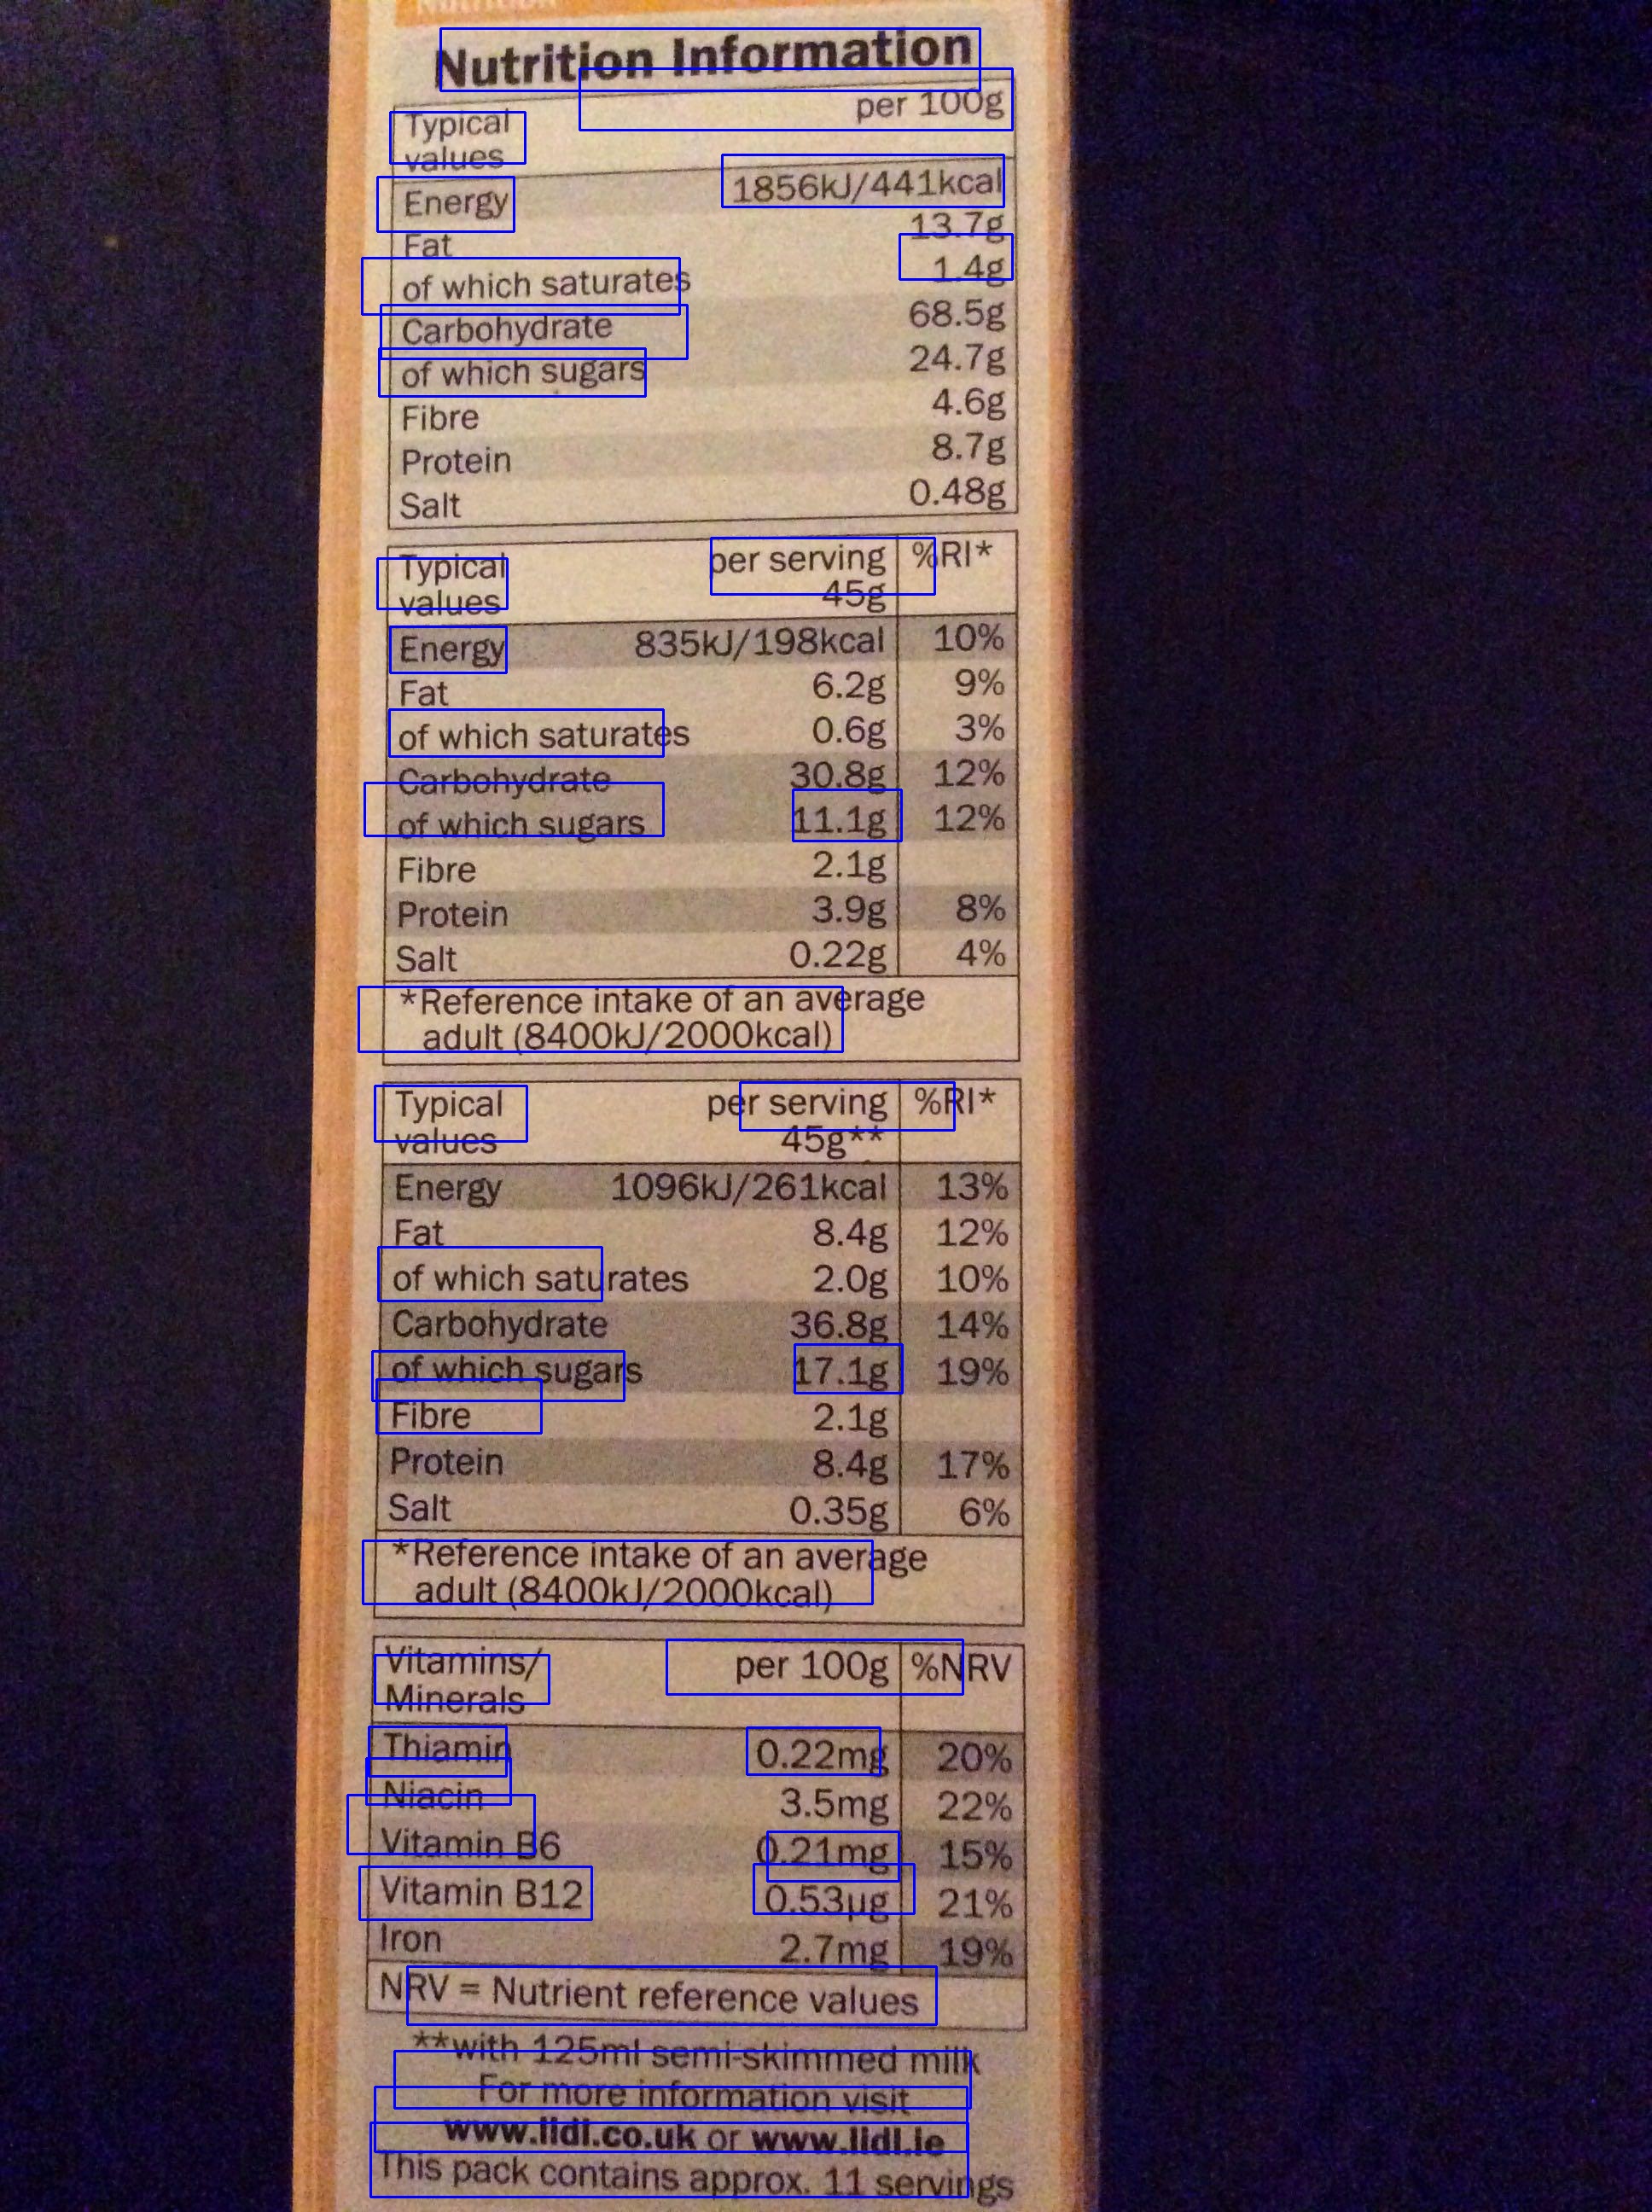 Nutrition
Nutrition Information
Typical values per 100g
Energy 1856kJ/441kcal
Fat 13.7g
of which saturates 1.4g
Carbohydrate 68.5g
of which sugars 24.7g
Fibre 4.6g
Protein 8.7g
Salt 0.48g
Typical per serving %RI*
values 45g
Energy 835kJ/198kcal 10%
Fat 6.2g 9%
of which saturates 0.6g 3%
Carbohydrate 30.8g 12%
of which sugars 11.1g 12%
Fibre 2.1g
Protein 3.9g 8%
Salt 0.22g 4%
*Reference intake of an average
adult (8400kJ/2000kcal)
Typical per serving %RI*
values 45g**
Energy 1096kJ/261kcal 13%
Fat 8.4g 12%
of which saturates 2.0g 10%
Carbohydrate 36.8g 14%
of which sugars 17.1g 19%
Fibre 2.1g
Protein 8.4g 17%
Salt 0.35g 6%
*Reference intake of an average
adult (8400kJ/2000kcal)
Vitamins/ per 100g %NRV
Minerals
Thiamin 0.22mg 20%
Niacin 3.5mg 22%
Vitamin B6 0.21mg 15%
Vitamin B12 0.53µg 21%
Iron 2.7mg 19%
NRV = Nutrient reference values
**with 125ml semi-skimmed milk
For more information visit
www.lidl.co.uk or www.lidl.ie
This pack contains approx. 11 servings